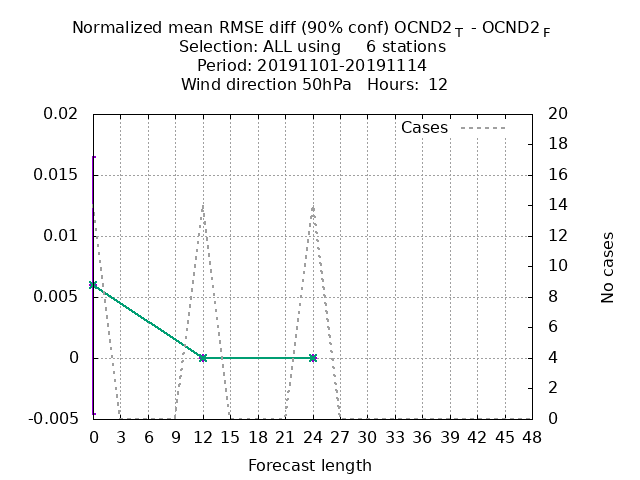 Normalized mean RMSE diff (90% conf) OCND2 T - OCND2 F
Selection: ALL using 6 stations
Period: 20191101-20191114
Wind direction 50hPa Hours: 12
Cases
0.02
0.015
0.01
0.005
0
-0.005
20
18
16
14
12
10
8
6
4
2
0
No cases
0 3 6 9 12 15 18 21 24 27 30 33 36 39 42 45 48
Forecast length